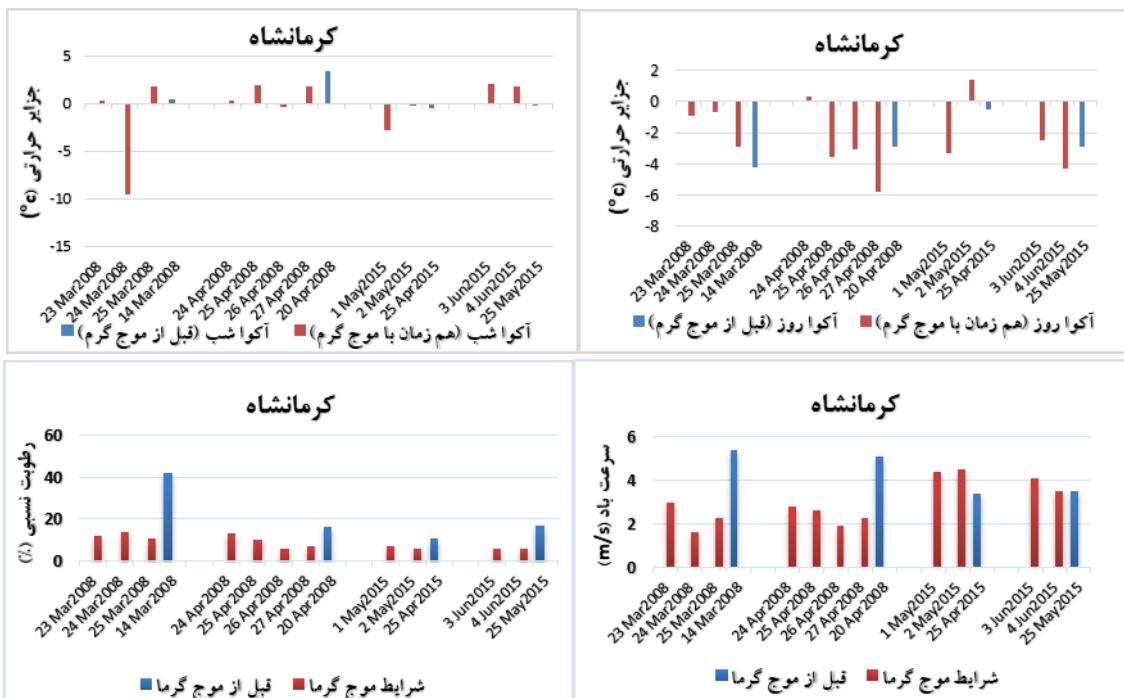 کرمانشاه
جزایر حرارتی (°c)
5
0
-5
-10
-15
23 Mar2008
24 Mar2008
25 Mar2008
14 Mar2008
24 Apr2008
25 Apr2008
26 Apr2008
27 Apr2008
20 Apr2008
1 May2015
2 May2015
25 Apr2015
3 Jun2015
4 Jun2015
25 May2015
آکوا شب (هم زمان با موج گرم) آکوا شب (قبل از موج گرم)
کرمانشاه
جزایر حرارتی (°c)
2
0
-2
-4
-6
-8
23 Mar2008
24 Mar2008
25 Mar2008
14 Mar2008
24 Apr2008
25 Apr2008
26 Apr2008
27 Apr2008
20 Apr2008
1 May2015
2 May2015
25 Apr2015
3 Jun2015
4 Jun2015
25 May2015
آکوا روز (هم زمان با موج گرم) آکوا روز (قبل از موج گرم)
کرمانشاه
رطوبت نسبی (٪)
60
40
20
0
23 Mar2008
24 Mar2008
25 Mar2008
14 Mar2008
24 Apr2008
25 Apr2008
26 Apr2008
27 Apr2008
20 Apr2008
1 May2015
2 May2015
25 Apr2015
3 Jun2015
4 Jun2015
25 May2015
شرایط موج گرما قبل از موج گرما
کرمانشاه
سرعت باد (m/s)
6
4
2
0
23 Mar2008
24 Mar2008
25 Mar2008
14 Mar2008
24 Apr2008
25 Apr2008
26 Apr2008
27 Apr2008
20 Apr2008
1 May2015
2 May2015
25 Apr2015
3 Jun2015
4 Jun2015
25 May2015
شرایط موج گرما قبل از موج گرما